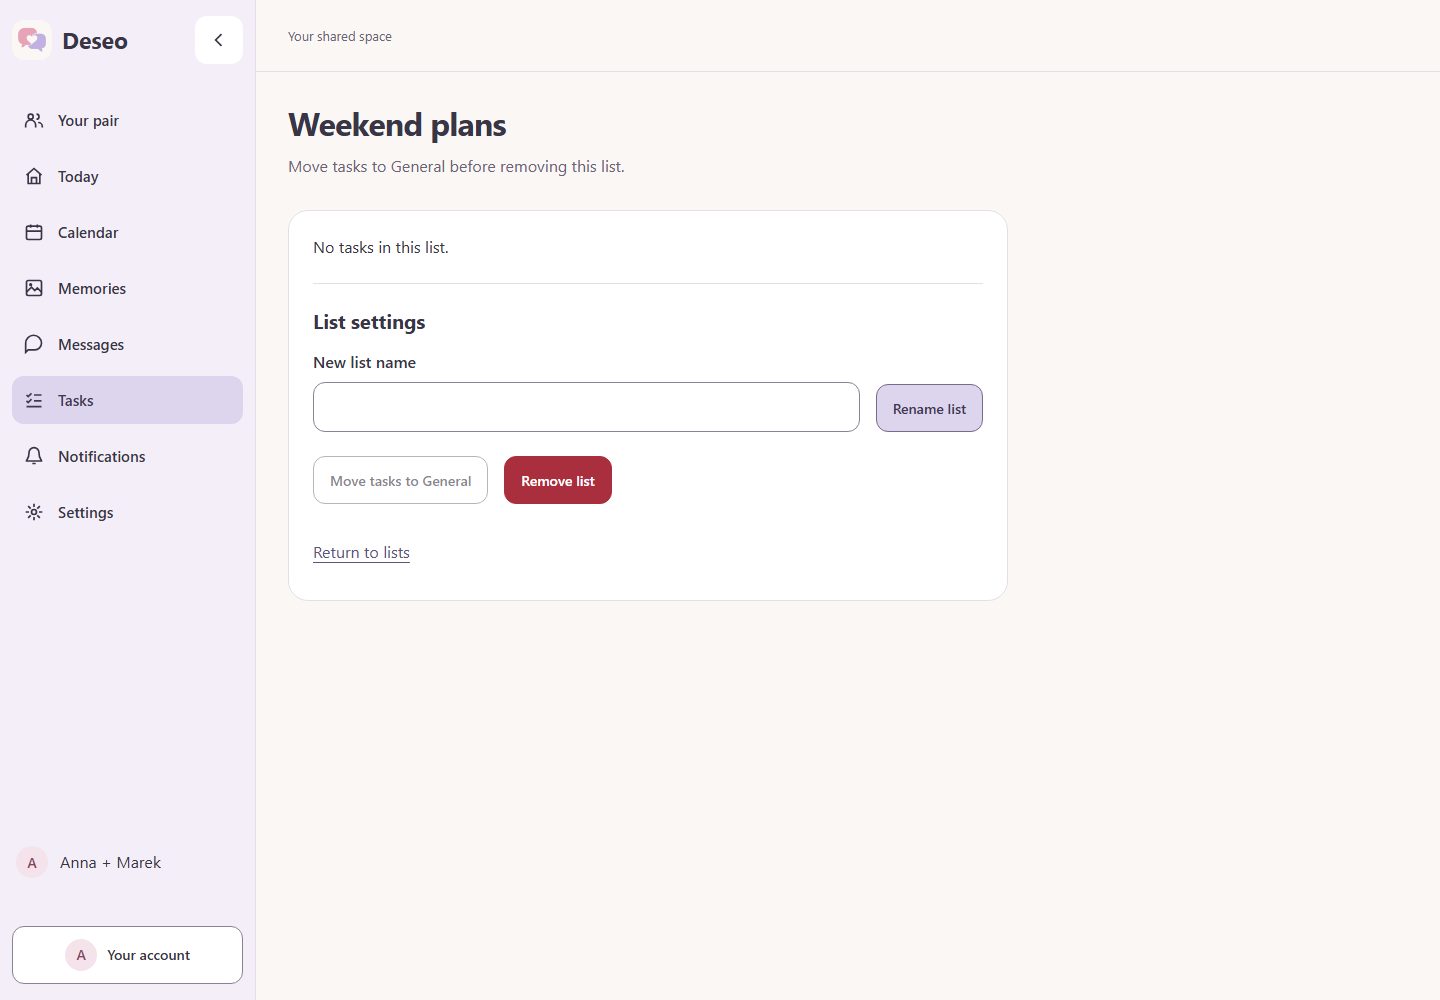 Deseo
Your shared space
Your pair
Today
Calendar
Memories
Messages
Tasks
Notifications
Settings
A Anna + Marek
A Your account
Weekend plans
Move tasks to General before removing this list.
No tasks in this list.
List settings
New list name
Rename list
Move tasks to General Remove list
Return to lists